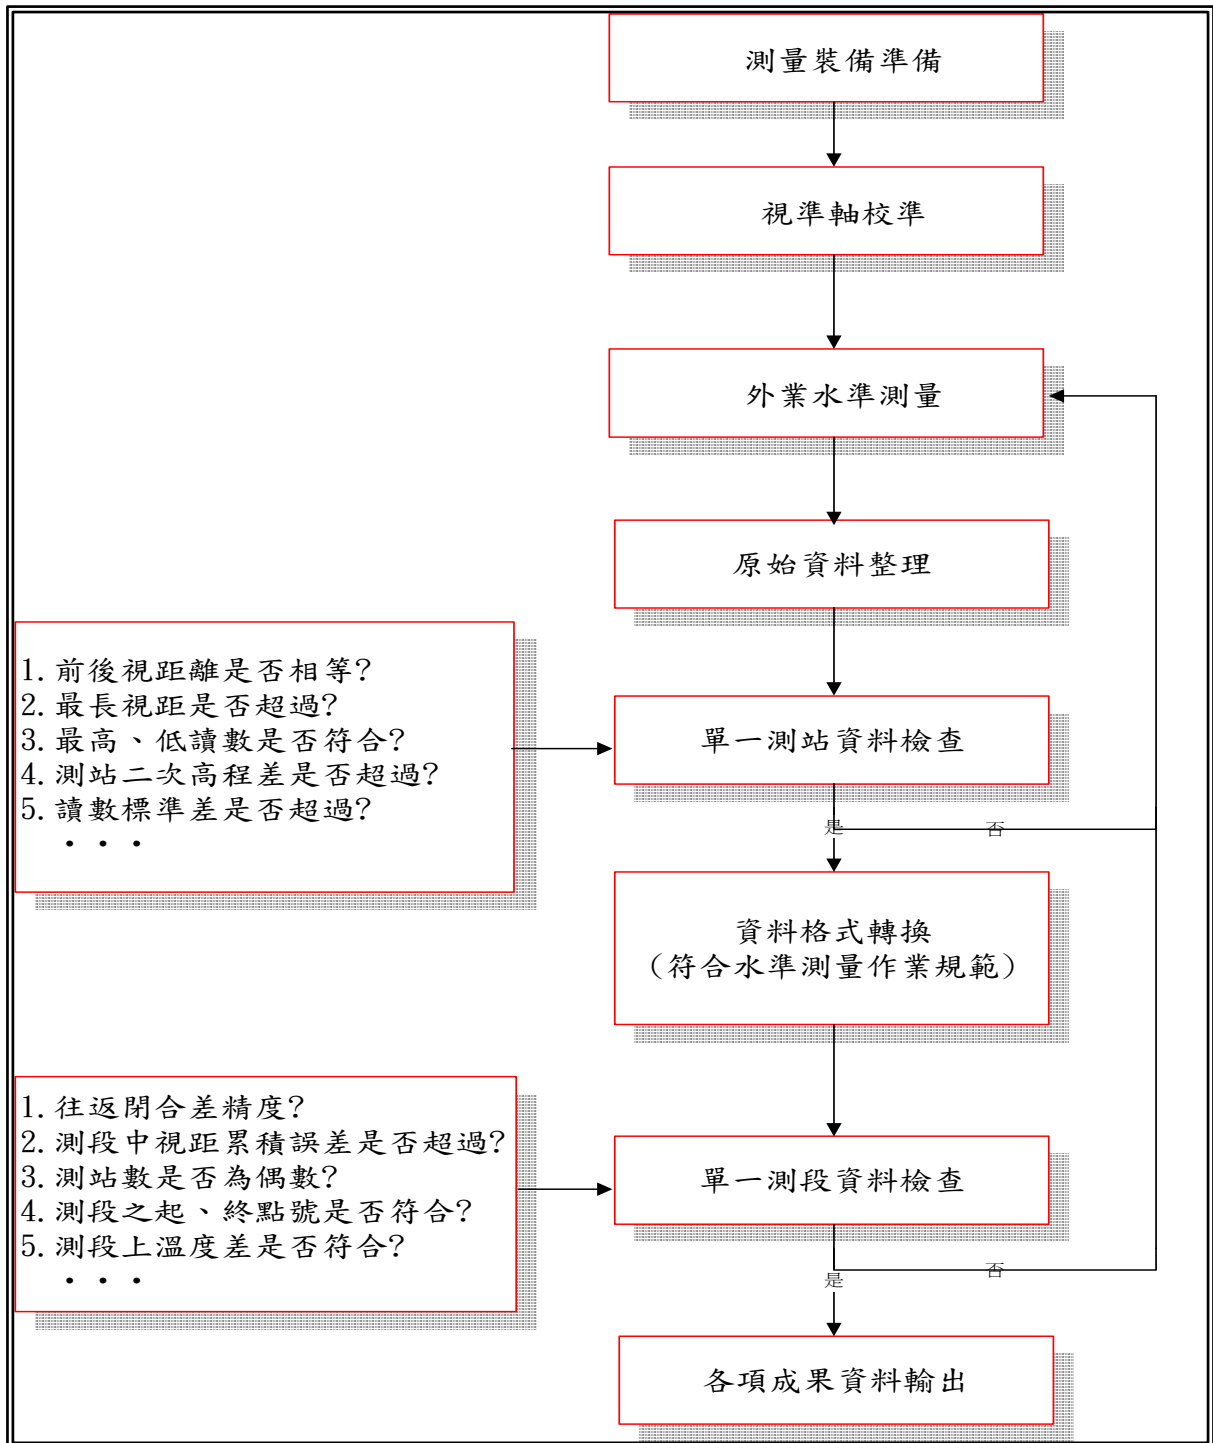 測量裝備準備
視準軸校準
外業水準測量
原始資料整理
1.前後視距離是否相等?
2.最長視距是否超過?
3.最高、低讀數是否符合?
4.測站二次高程差是否超過?
5.讀數標準差是否超過?
・・・
單一測站資料檢查
是
否
資料格式轉換
(符合水準測量作業規範)
1.往返閉合差精度?
2.測段中視距累積誤差是否超過?
3.測站數是否為偶數?
4.測段之起、終點號是否符合?
5.測段上溫度差是否符合?
・・・
單一測段資料檢查
是
否
各項成果資料輸出